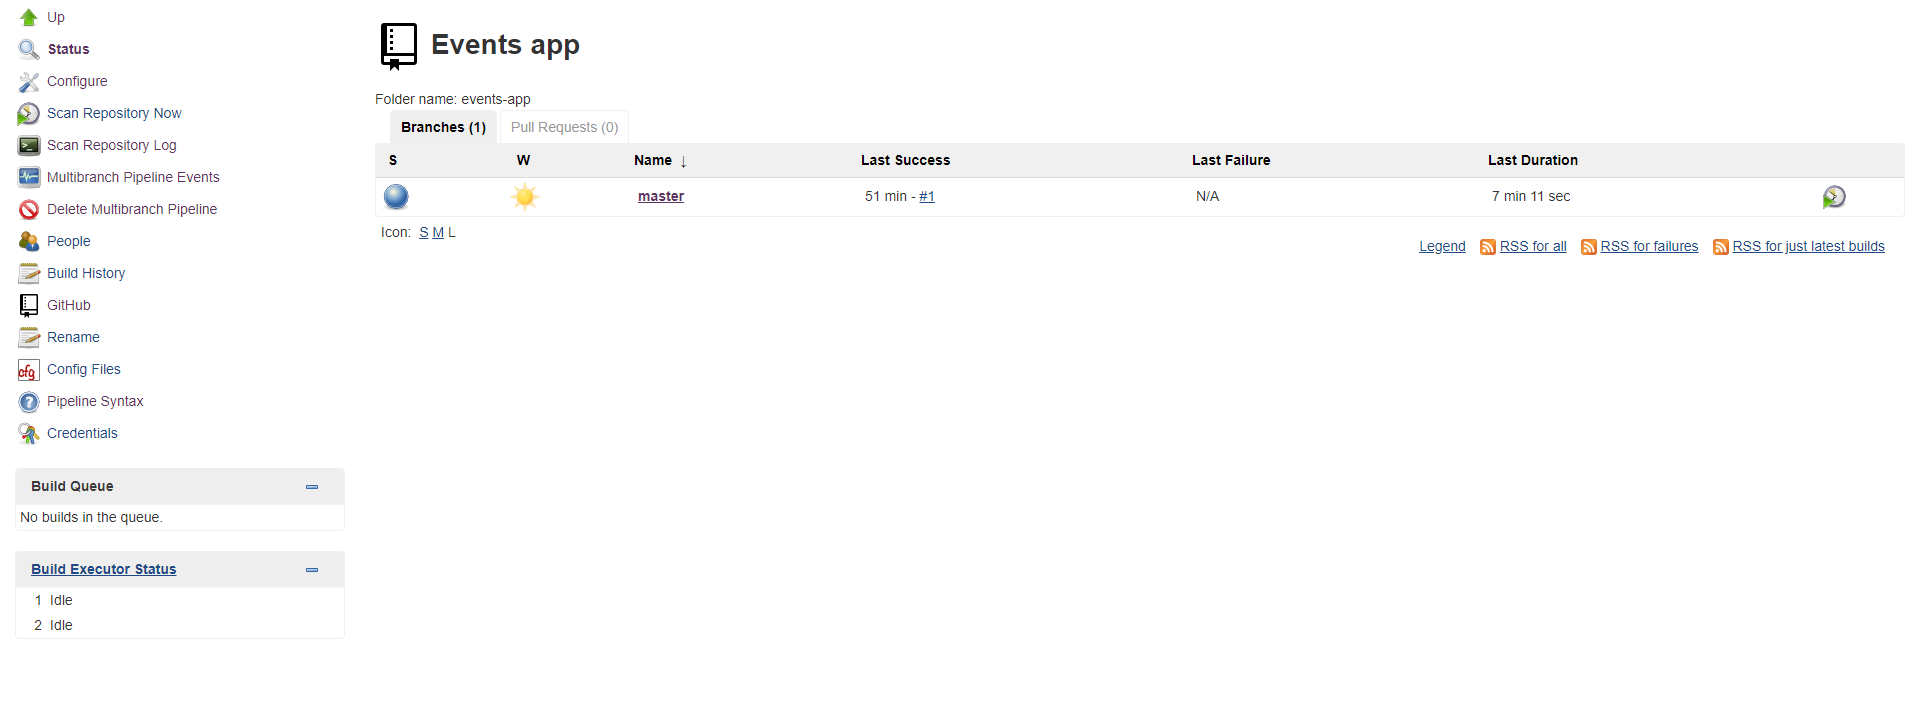 Up
Status
Configure
Scan Repository Now
Scan Repository Log
Multibranch Pipeline Events
Delete Multibranch Pipeline
People
Build History
GitHub
Rename
cfg Config Files
Pipeline Syntax
Credentials
Build Queue
No builds in the queue.
Build Executor Status
1 Idle
2 Idle
Events app
Folder name: events-app
Branches (1) Pull Requests (0)
S W Name ↓ Last Success Last Failure Last Duration
master 51 min - #1 N/A 7 min 11 sec
Icon: S M L
Legend RSS for all RSS for failures RSS for just latest builds